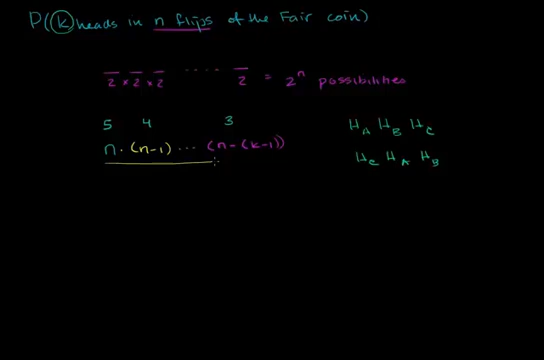 P(k heads in n flips of the Fair coin)
2 × 2 × 2 .... 2 = 2ⁿ possibilities
5 4 3
n · (n-1) ... (n-(k-1))
H_A H_B H_C
H_C H_A H_B